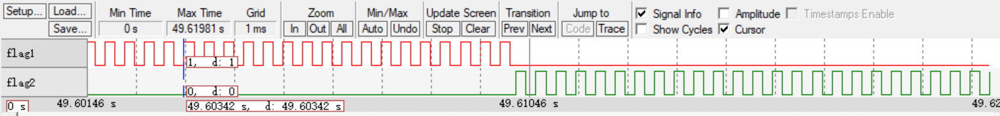 Setup... Load... Min Time Max Time Grid Zoom Min/Max Update Screen Transition Jump to Signal Info Amplitude Timestamps Enable
Save... 0 s 49.61981 s 1 ms In Out All Auto Undo Stop Clear Prev Next Code Trace Show Cycles Cursor
flag1
1, d: 1
flag2
0, d: 0
0 s 49.60146 s 49.60342 s, d: 49.60342 s 49.61046 s 49.62